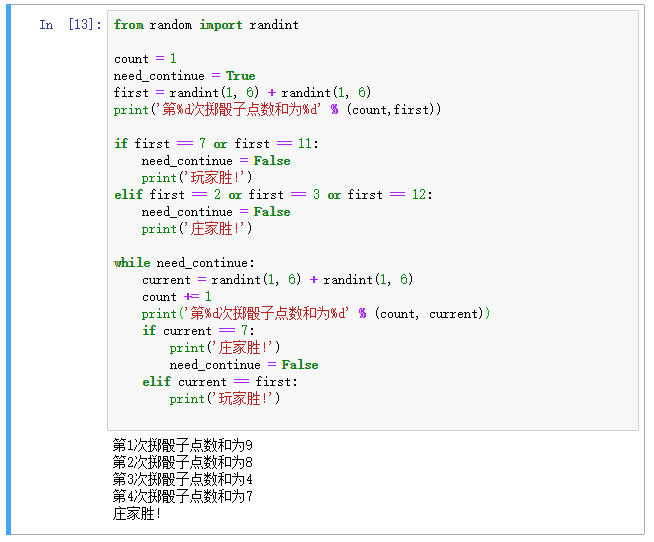 In [13]: from random import randint
count = 1
need_continue = True
first = randint(1, 6) + randint(1, 6)
print('第%d次掷骰子点数和为%d' % (count,first))
if first == 7 or first == 11:
    need_continue = False
    print('玩家胜!')
elif first == 2 or first == 3 or first == 12:
    need_continue = False
    print('庄家胜!')
while need_continue:
    current = randint(1, 6) + randint(1, 6)
    count += 1
    print('第%d次掷骰子点数和为%d' % (count, current))
    if current == 7:
        print('庄家胜!')
        need_continue = False
    elif current == first:
        print('玩家胜!')
第1次掷骰子点数和为9
第2次掷骰子点数和为8
第3次掷骰子点数和为4
第4次掷骰子点数和为7
庄家胜!